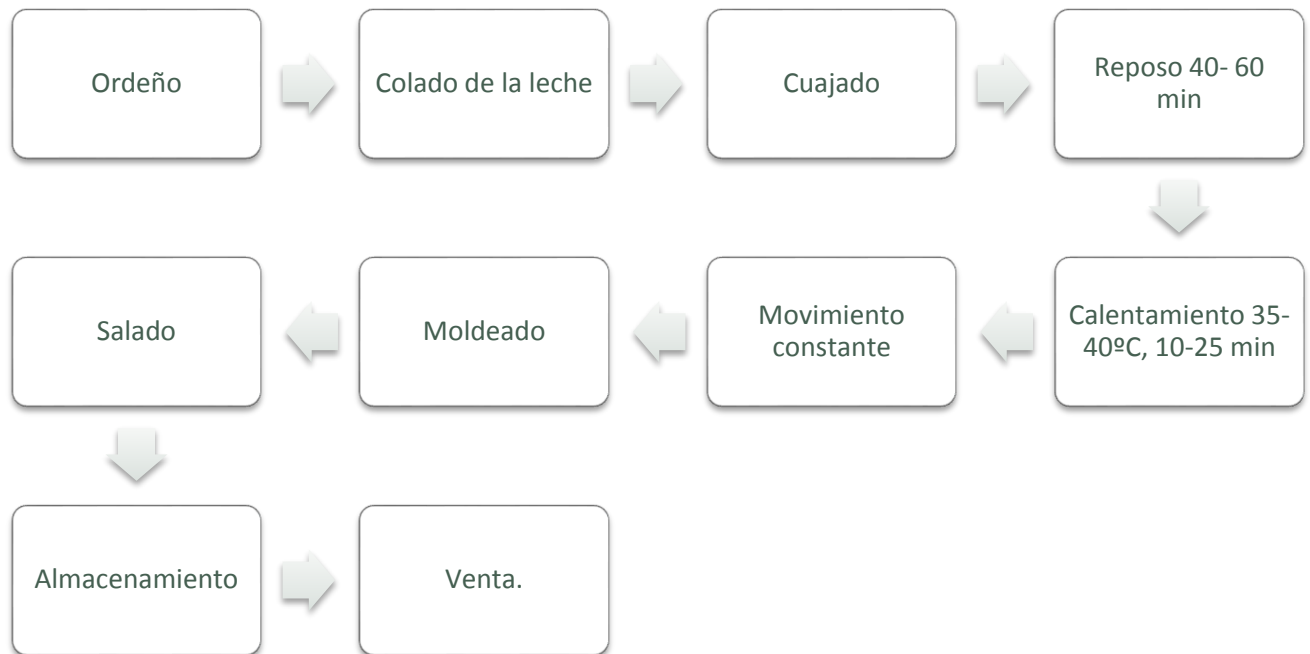 Ordeño
Colado de la leche
Cuajado
Reposo 40- 60
min
Calentamiento 35-
40ºC, 10-25 min
Movimiento
constante
Moldeado
Salado
Almacenamiento
Venta.